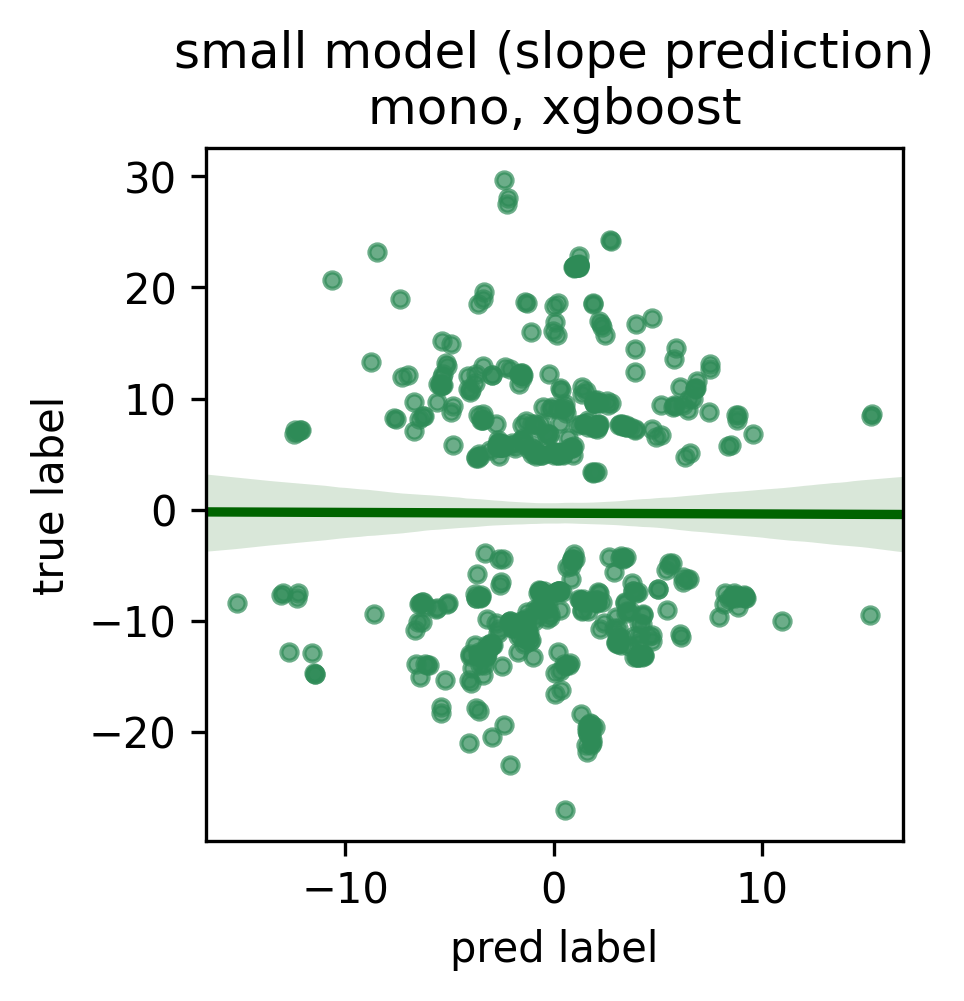 small model (slope prediction)
mono, xgboost
30
20
10
0
−10
−20
true label
−10
0
10
pred label